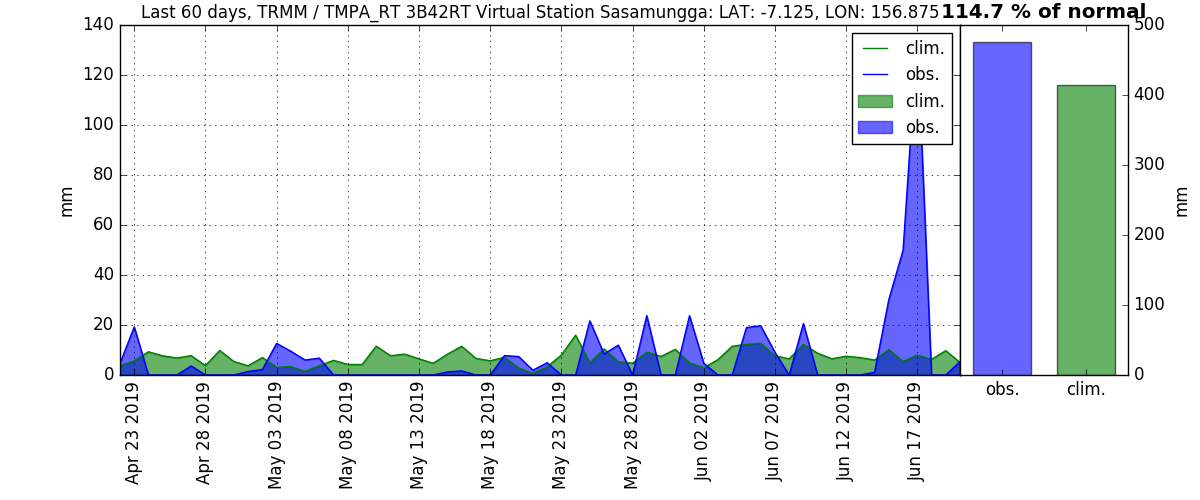 Last 60 days, TRMM / TMPA_RT 3B42RT Virtual Station Sasamungga: LAT: -7.125, LON: 156.875
114.7 % of normal
140
120
100
80
60
40
20
0
mm
clim.
obs.
clim.
obs.
500
400
300
200
100
0
mm
obs.
clim.
Apr 23 2019
Apr 28 2019
May 03 2019
May 08 2019
May 13 2019
May 18 2019
May 23 2019
May 28 2019
Jun 02 2019
Jun 07 2019
Jun 12 2019
Jun 17 2019